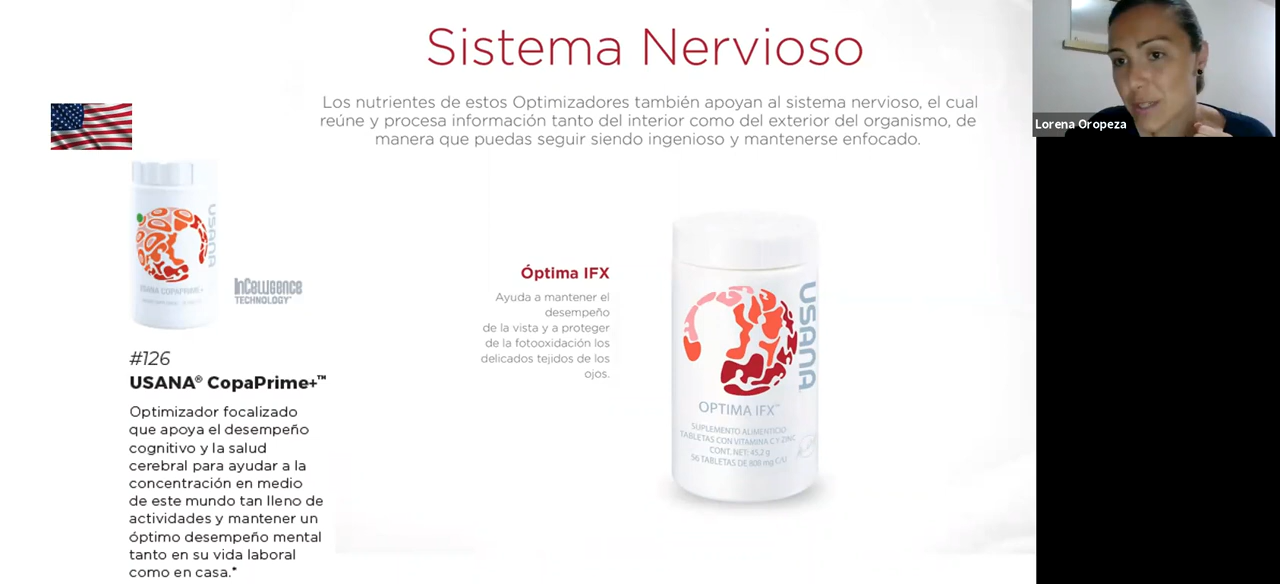 Sistema Nervioso
Los nutrientes de estos Optimizadores también apoyan al sistema nervioso, el cual
reúne y procesa información tanto del interior como del exterior del organismo, de
manera que puedas seguir siendo ingenioso y mantenerse enfocado.
Lorena Oropeza
USANA
USANA COPAPRIME+
InCelligence
TECHNOLOGY™
#126
USANA® CopaPrime+™
Optimizador focalizado
que apoya el desempeño
cognitivo y la salud
cerebral para ayudar a la
concentración en medio
de este mundo tan lleno de
actividades y mantener un
óptimo desempeño mental
tanto en su vida laboral
como en casa.*
Óptima IFX
Ayuda a mantener el
desempeño
de la vista y a proteger
de la fotooxidación los
delicados tejidos de los
ojos.
USANA
OPTIMA IFX™
SUPLEMENTO ALIMENTICIO
TABLETAS CON VITAMINA C Y ZINC
CONT. NET: 45,2 g
56 TABLETAS DE 808 mg C/U